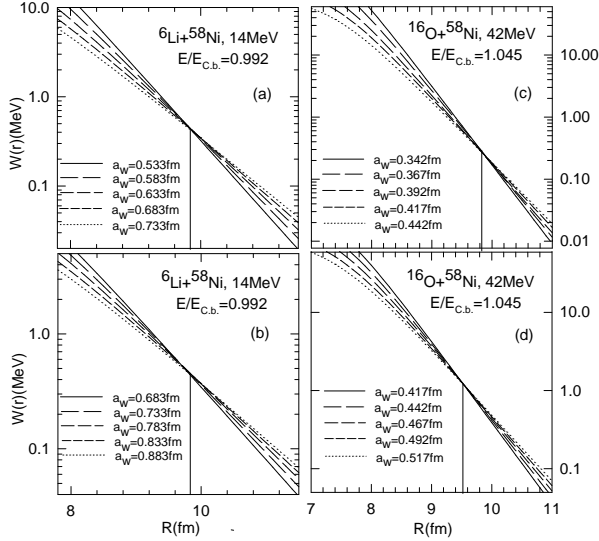 10.0
1.0
0.1
W(r)(MeV)
⁶Li+⁵⁸Ni, 14MeV
E/E_C.b.=0.992
(a)
a_W=0.533fm
a_W=0.583fm
a_W=0.633fm
a_W=0.683fm
a_W=0.733fm
¹⁶O+⁵⁸Ni, 42MeV
E/E_C.b.=1.045
(c)
a_W=0.342fm
a_W=0.367fm
a_W=0.392fm
a_W=0.417fm
a_W=0.442fm
10.00
1.00
0.10
0.01
1.0
0.1
W(r)(MeV)
⁶Li+⁵⁸Ni, 14MeV
E/E_C.b.=0.992
(b)
a_W=0.683fm
a_W=0.733fm
a_W=0.783fm
a_W=0.833fm
a_W=0.883fm
8 9 10
R(fm)
¹⁶O+⁵⁸Ni, 42MeV
E/E_C.b.=1.045
(d)
a_W=0.417fm
a_W=0.442fm
a_W=0.467fm
a_W=0.492fm
a_W=0.517fm
10.0
1.0
0.1
7 8 9 10 11
R(fm)